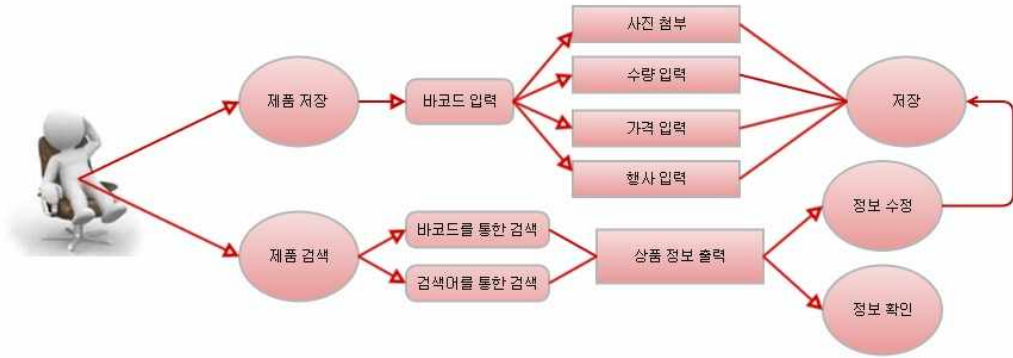 제품 저장
바코드 입력
사진 첨부
수량 입력
가격 입력
행사 입력
저장
제품 검색
바코드를 통한 검색
검색어를 통한 검색
상품 정보 출력
정보 수정
정보 확인